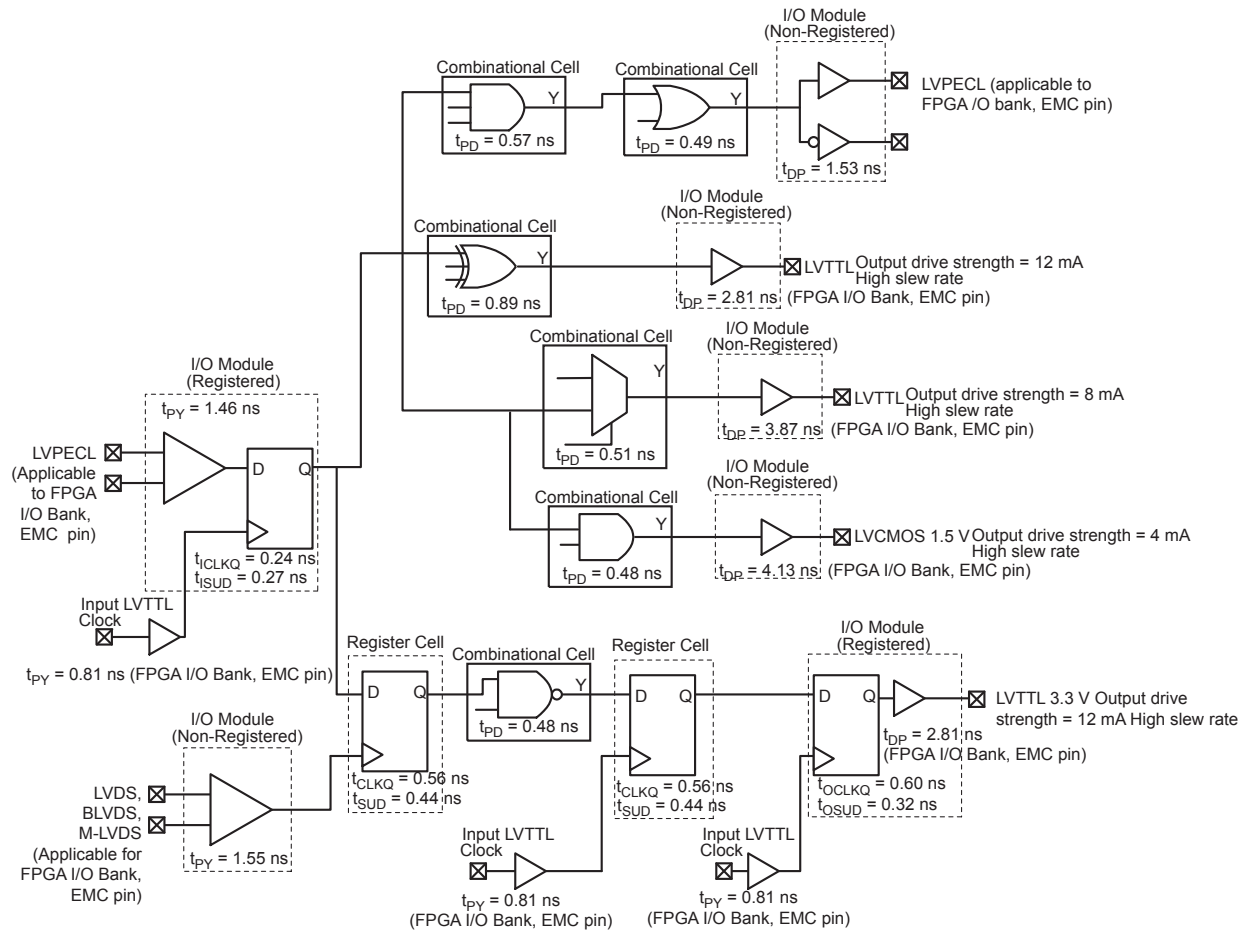 I/O Module
(Non-Registered)
Combinational Cell
Y
tPD = 0.57 ns
Combinational Cell
Y
tPD = 0.49 ns
tDP = 1.53 ns
LVPECL (applicable to
FPGA /O bank, EMC pin)
Combinational Cell
Y
tPD = 0.89 ns
I/O Module
(Non-Registered)
tDP = 2.81 ns
LVTTL Output drive strength = 12 mA
High slew rate
(FPGA I/O Bank, EMC pin)
Combinational Cell
Y
tPD = 0.51 ns
I/O Module
(Non-Registered)
tDP = 3.87 ns
LVTTL Output drive strength = 8 mA
High slew rate
(FPGA I/O Bank, EMC pin)
I/O Module
(Registered)
tPY = 1.46 ns
LVPECL
(Applicable
to FPGA
I/O Bank,
EMC pin)
D
Q
tICLKQ = 0.24 ns
tISUD = 0.27 ns
Input LVTTL
Clock
tPY = 0.81 ns (FPGA I/O Bank, EMC pin)
Combinational Cell
Y
tPD = 0.48 ns
I/O Module
(Non-Registered)
tDP = 4.13 ns
LVCMOS 1.5 V Output drive strength = 4 mA
High slew rate
(FPGA I/O Bank, EMC pin)
I/O Module
(Non-Registered)
LVDS,
BLVDS,
M-LVDS
(Applicable for
FPGA I/O Bank,
EMC pin)
tPY = 1.55 ns
Register Cell
D
Q
tCLKQ = 0.56 ns
tSUD = 0.44 ns
Combinational Cell
Y
tPD = 0.48 ns
Register Cell
D
Q
tCLKQ = 0.56 ns
tSUD = 0.44 ns
Input LVTTL
Clock
tPY = 0.81 ns
(FPGA I/O Bank, EMC pin)
I/O Module
(Registered)
D
Q
tDP = 2.81 ns
(FPGA I/O Bank, EMC pin)
tOCLKQ = 0.60 ns
tOSUD = 0.32 ns
LVTTL 3.3 V Output drive
strength = 12 mA High slew rate
Input LVTTL
Clock
tPY = 0.81 ns
(FPGA I/O Bank, EMC pin)